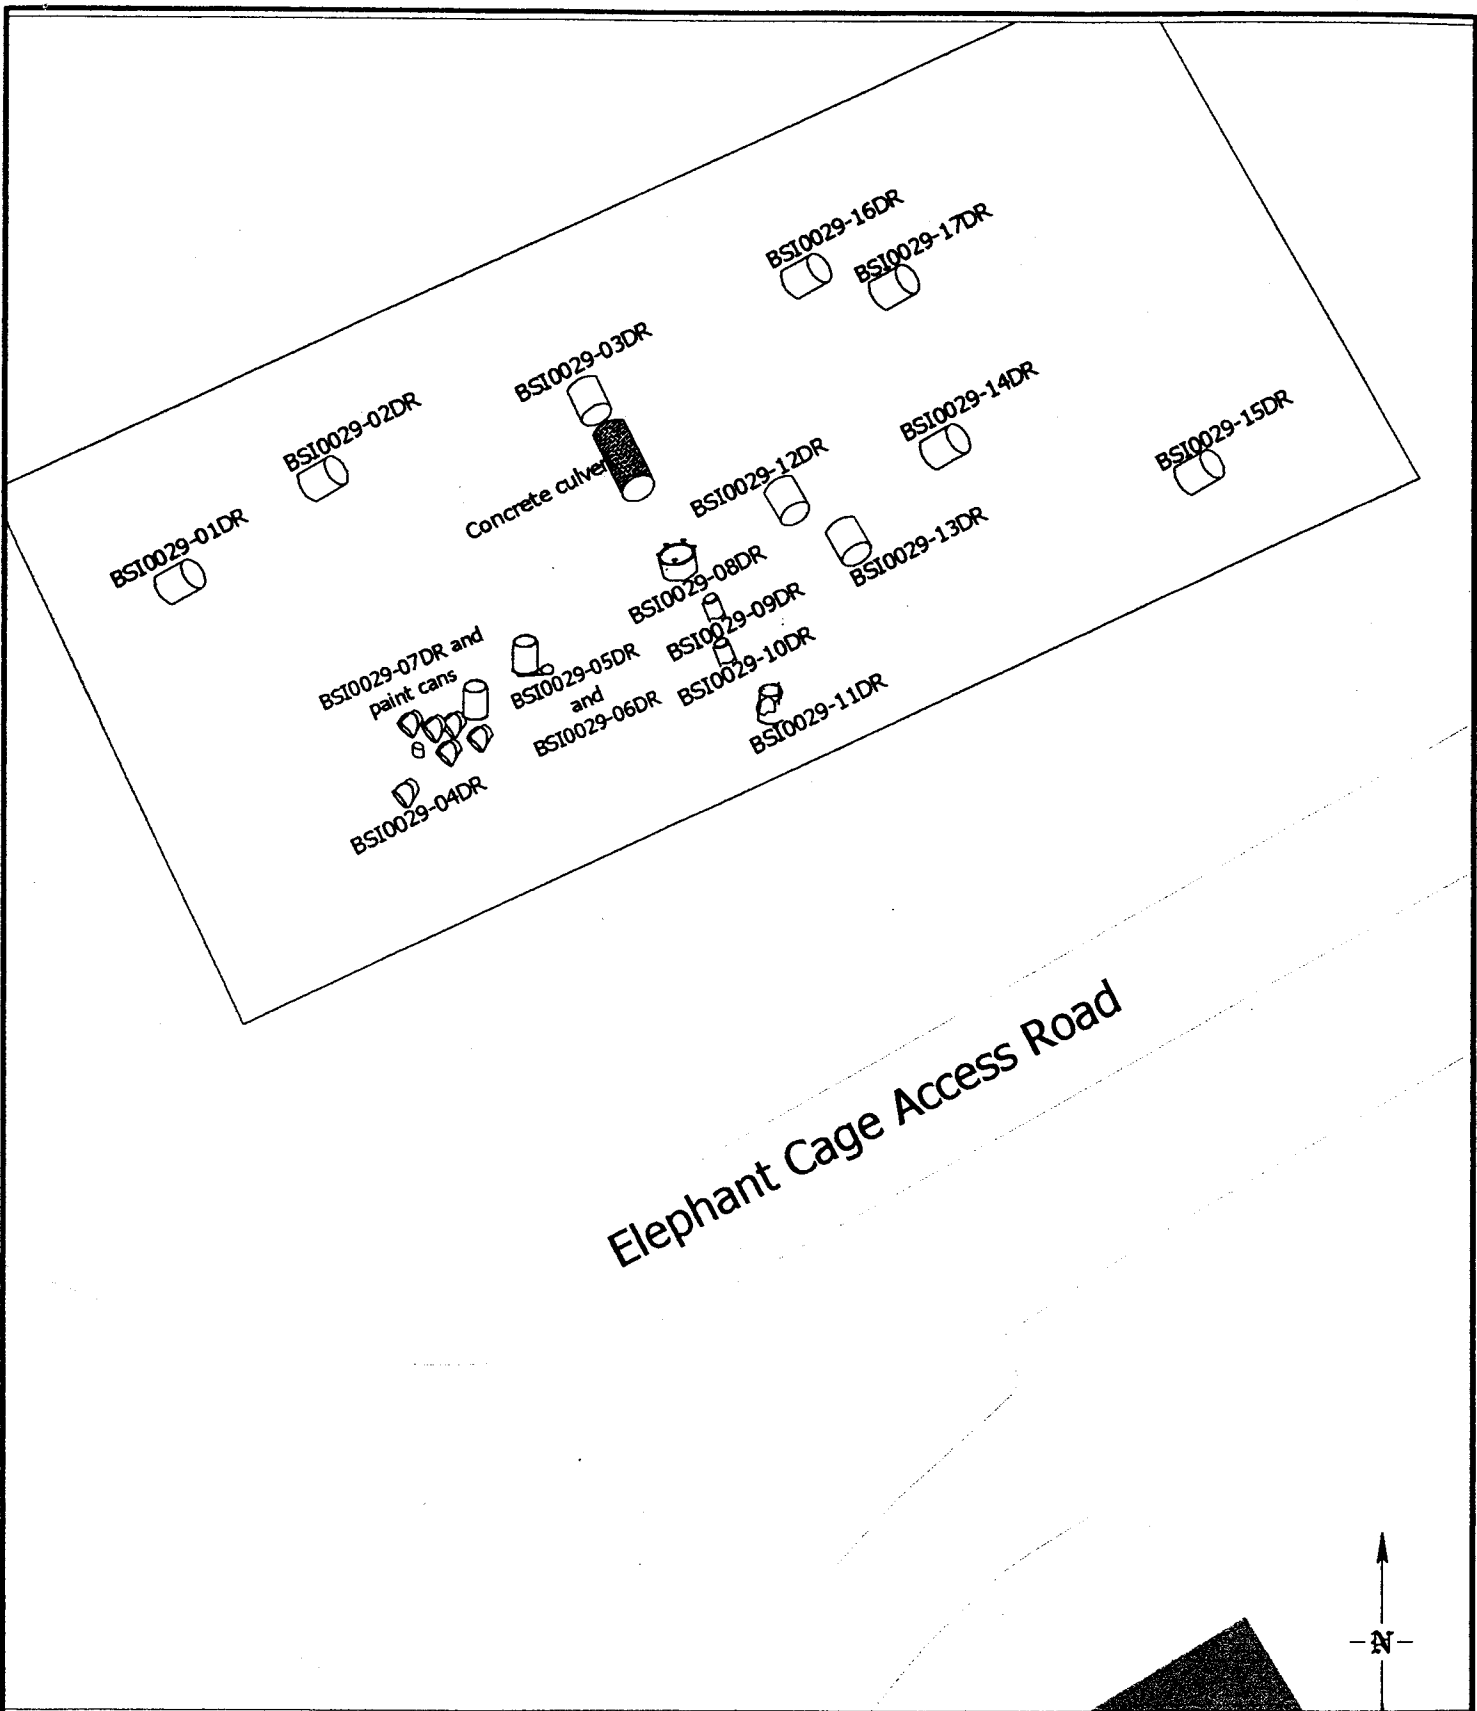 BSI0029-16DR
BSI0029-17DR
BSI0029-03DR
BSI0029-02DR
BSI0029-14DR
BSI0029-15DR
Concrete culver
BSI0029-12DR
BSI0029-01DR
BSI0029-13DR
BSI0029-08DR
BSI0029-09DR
BSI0029-07DR and
paint cans
BSI0029-05DR
and
BSI0029-06DR
BSI0029-10DR
BSI0029-11DR
BSI0029-04DR
Elephant Cage Access Road
N